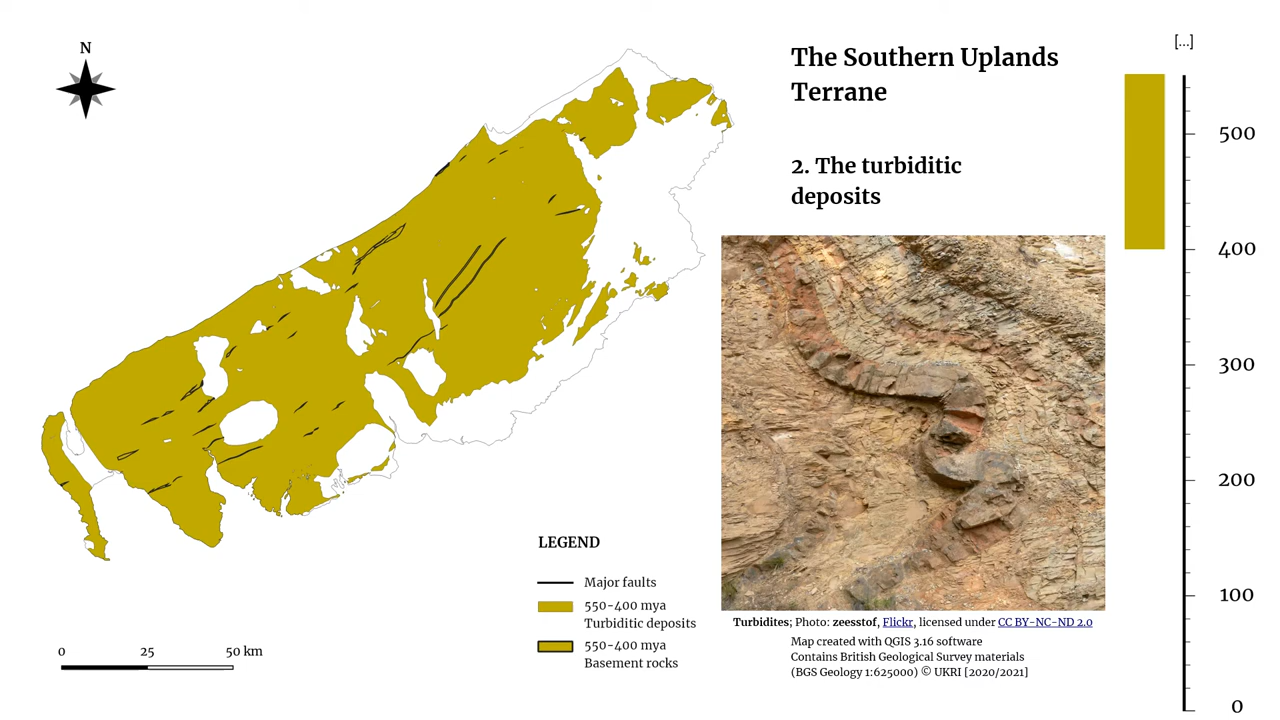 N
The Southern Uplands
Terrane
2. The turbiditic
deposits
[...]
500
400
300
200
100
0
LEGEND
Major faults
550-400 mya
Turbiditic deposits
550-400 mya
Basement rocks
0 25 50 km
Turbidites; Photo: zeesstof, Flickr, licensed under CC BY-NC-ND 2.0
Map created with QGIS 3.16 software
Contains British Geological Survey materials
(BGS Geology 1:625000) © UKRI [2020/2021]